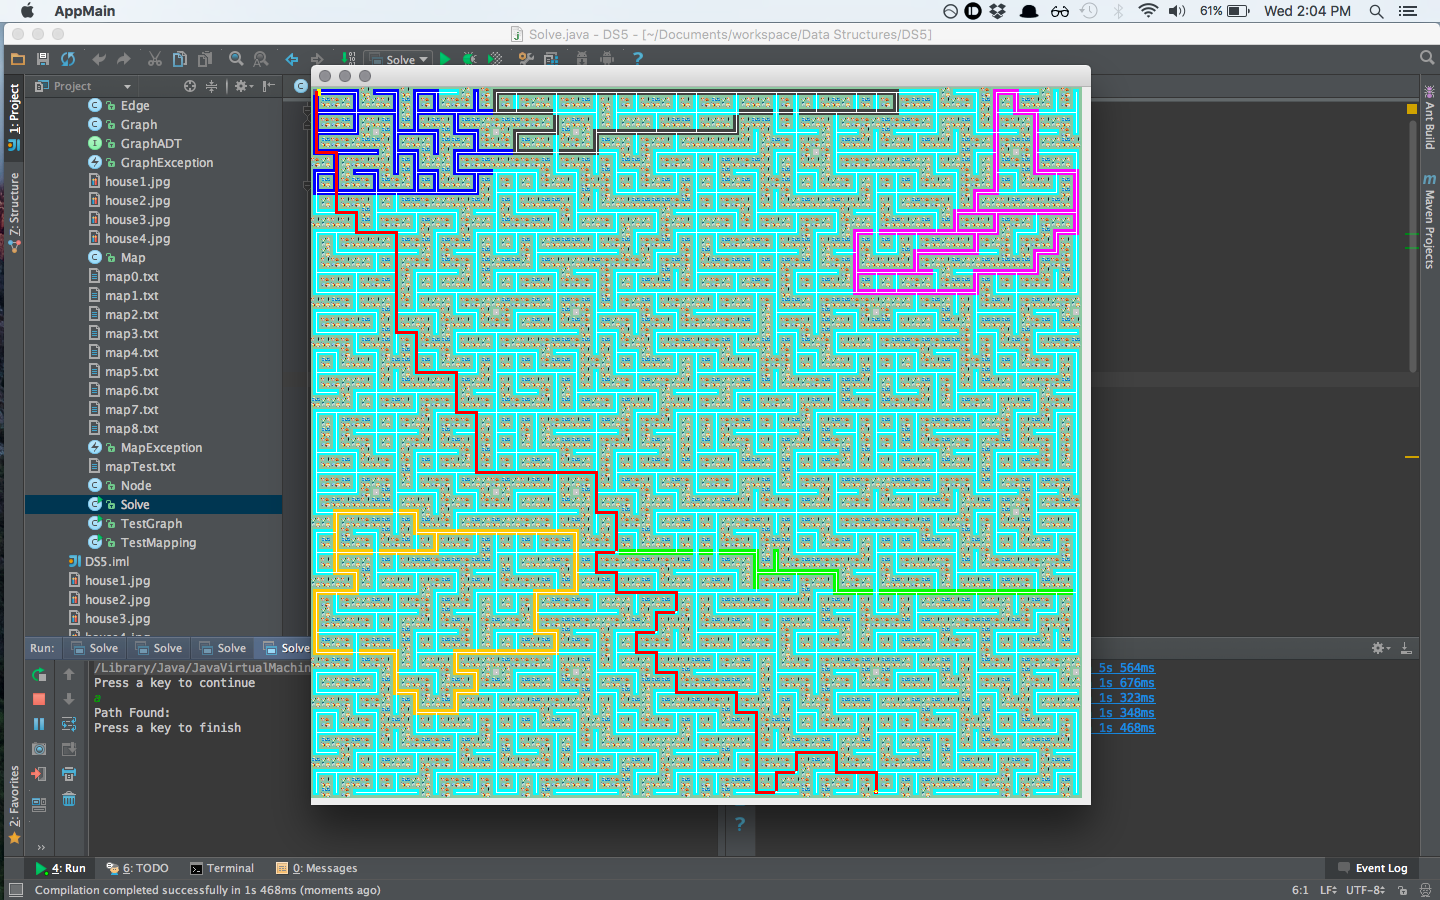 AppMain
61%
Wed 2:04 PM
Solve.java - DS5 - [~/Documents/workspace/Data Structures/DS5]
Solve
Project
1: Project
Z: Structure
2: Favorites
Edge
Graph
GraphADT
GraphException
house1.jpg
house2.jpg
house3.jpg
house4.jpg
Map
map0.txt
map1.txt
map2.txt
map3.txt
map4.txt
map5.txt
map6.txt
map7.txt
map8.txt
MapException
mapTest.txt
Node
Solve
TestGraph
TestMapping
DS5.iml
house1.jpg
house2.jpg
house3.jpg
Ant Build
Maven Projects
Run: Solve Solve Solve Solve
/Library/Java/JavaVirtualMachin
Press a key to continue
a
Path Found:
Press a key to finish
5s 564ms
1s 676ms
1s 323ms
1s 348ms
1s 468ms
4: Run
6: TODO
Terminal
0: Messages
Event Log
Compilation completed successfully in 1s 468ms (moments ago)
6:1
LF
UTF-8